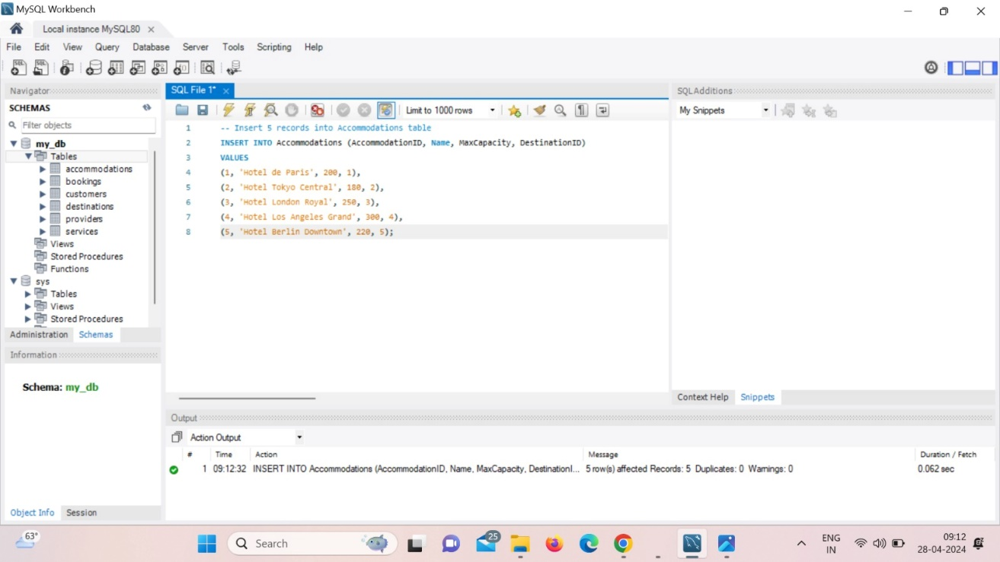 MySQL Workbench
Local instance MySQL80
File Edit View Query Database Server Tools Scripting Help
Navigator
SCHEMAS
Filter objects
my_db
Tables
accommodations
bookings
customers
destinations
providers
services
Views
Stored Procedures
Functions
sys
Tables
Views
Stored Procedures
Administration Schemas
Information
Schema: my_db
Object Info Session
SQL File 1*
Limit to 1000 rows
1 -- Insert 5 records into Accommodations table
2 INSERT INTO Accommodations (AccommodationID, Name, MaxCapacity, DestinationID)
3 VALUES
4 (1, 'Hotel de Paris', 200, 1),
5 (2, 'Hotel Tokyo Central', 180, 2),
6 (3, 'Hotel London Royal', 250, 3),
7 (4, 'Hotel Los Angeles Grand', 300, 4),
8 (5, 'Hotel Berlin Downtown', 220, 5);
SQL Additions
My Snippets
Context Help Snippets
Output
Action Output
# Time Action Message Duration / Fetch
1 09:12:32 INSERT INTO Accommodations (AccommodationID, Name, MaxCapacity, DestinationI... 5 row(s) affected Records: 5 Duplicates: 0 Warnings: 0 0.062 sec
63°
Search
25
ENG
IN
09:12
28-04-2024